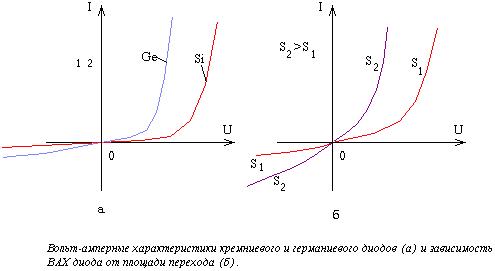 I
1 2
Ge
Si
U
0
а
I
S2>S1
S2
S1
U
0
S1
S2
б
Вольт-амперные характеристики кремниевого и германиевого диодов (а) и зависимость
ВАХ диода от площади перехода (б).